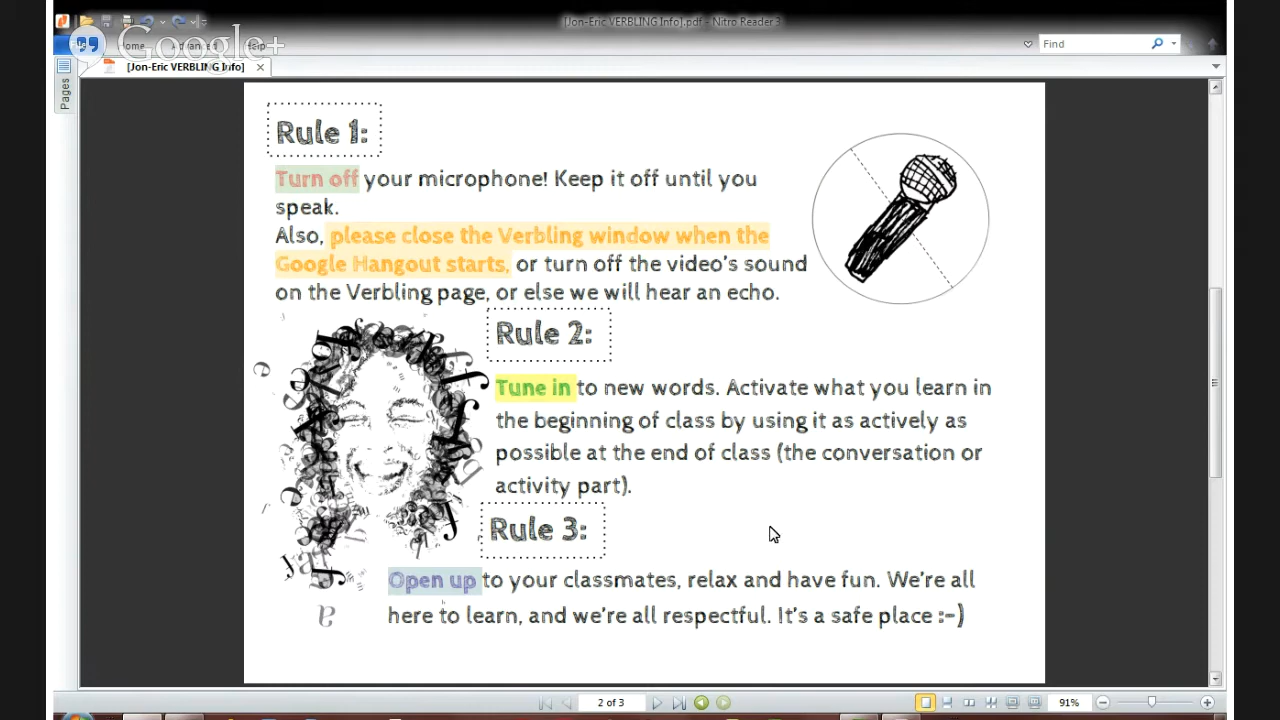 [Jon-Eric VERBLING Info].pdf - Nitro Reader 3
Google+
File Home Advanced Help
Find
[Jon-Eric VERBLING Info]
Pages
Rule 1:
Turn off your microphone! Keep it off until you
speak.
Also, please close the Verbling window when the
Google Hangout starts, or turn off the video's sound
on the Verbling page, or else we will hear an echo.
Rule 2:
Tune in to new words. Activate what you learn in
the beginning of class by using it as actively as
possible at the end of class (the conversation or
activity part).
Rule 3:
Open up to your classmates, relax and have fun. We're all
here to learn, and we're all respectful. It's a safe place :-)
2 of 3
91%